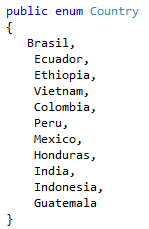 public enum Country
{
Brasil,
Ecuador,
Ethiopia,
Vietnam,
Colombia,
Peru,
Mexico,
Honduras,
India,
Indonesia,
Guatemala
}